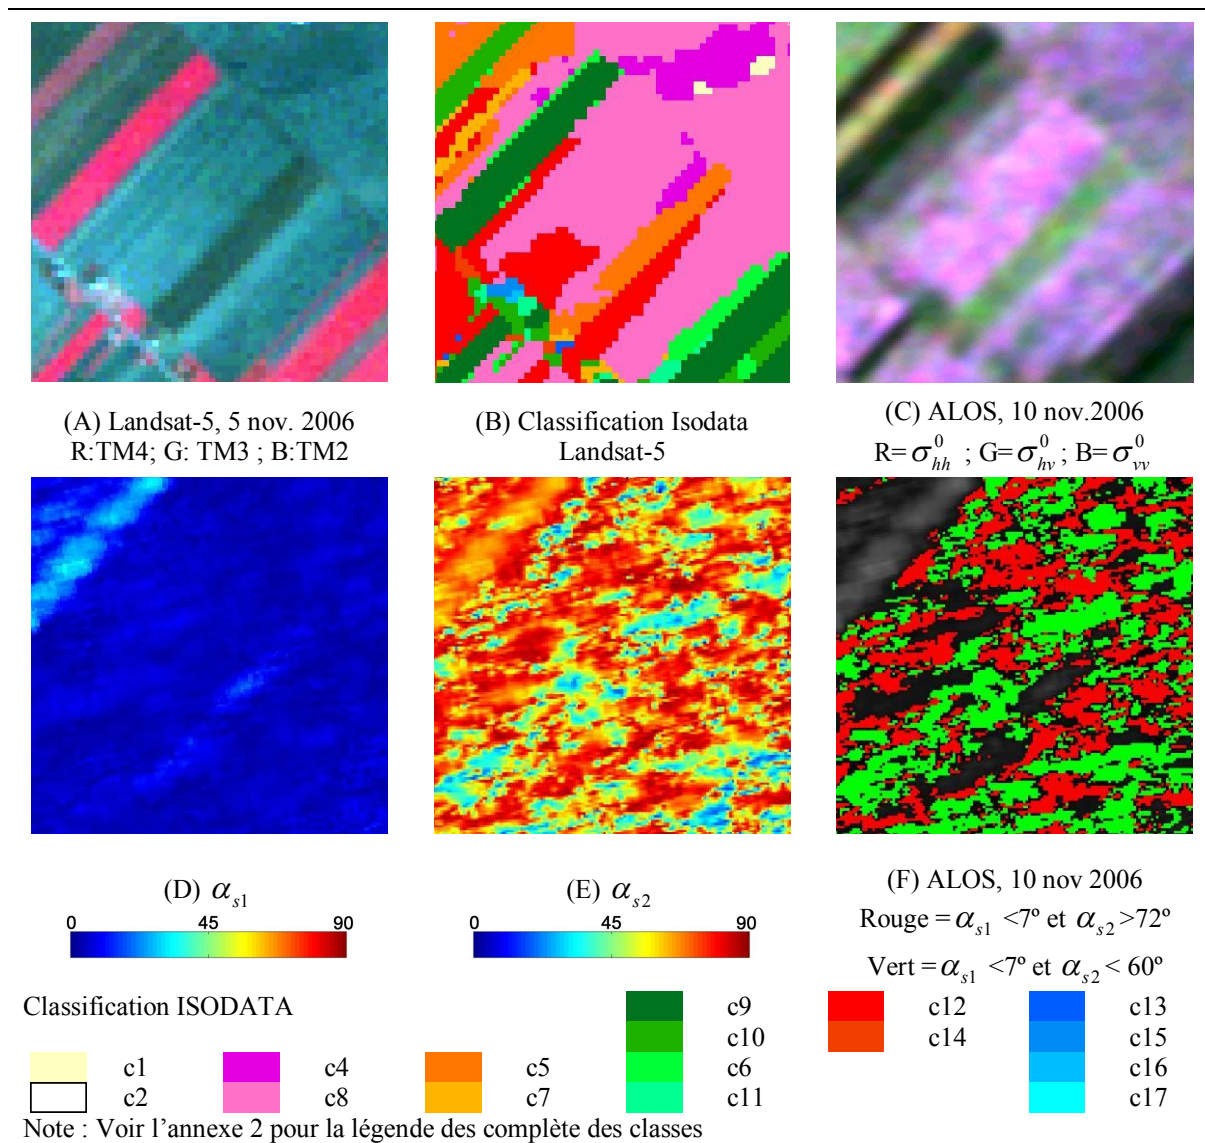 (A) Landsat-5, 5 nov. 2006
R:TM4; G: TM3 ; B:TM2
(B) Classification Isodata
Landsat-5
(C) ALOS, 10 nov.2006
R=σ⁰hh ; G=σ⁰hv ; B=σ⁰vv
(D) αs1
0 45 90
(E) αs2
0 45 90
(F) ALOS, 10 nov 2006
Rouge = αs1 <7º et αs2 >72º
Vert = αs1 <7º et αs2 < 60º
Classification ISODATA
c1
c2
c4
c8
c5
c7
c9
c10
c6
c11
c12
c14
c13
c15
c16
c17
Note : Voir l'annexe 2 pour la légende des complète des classes